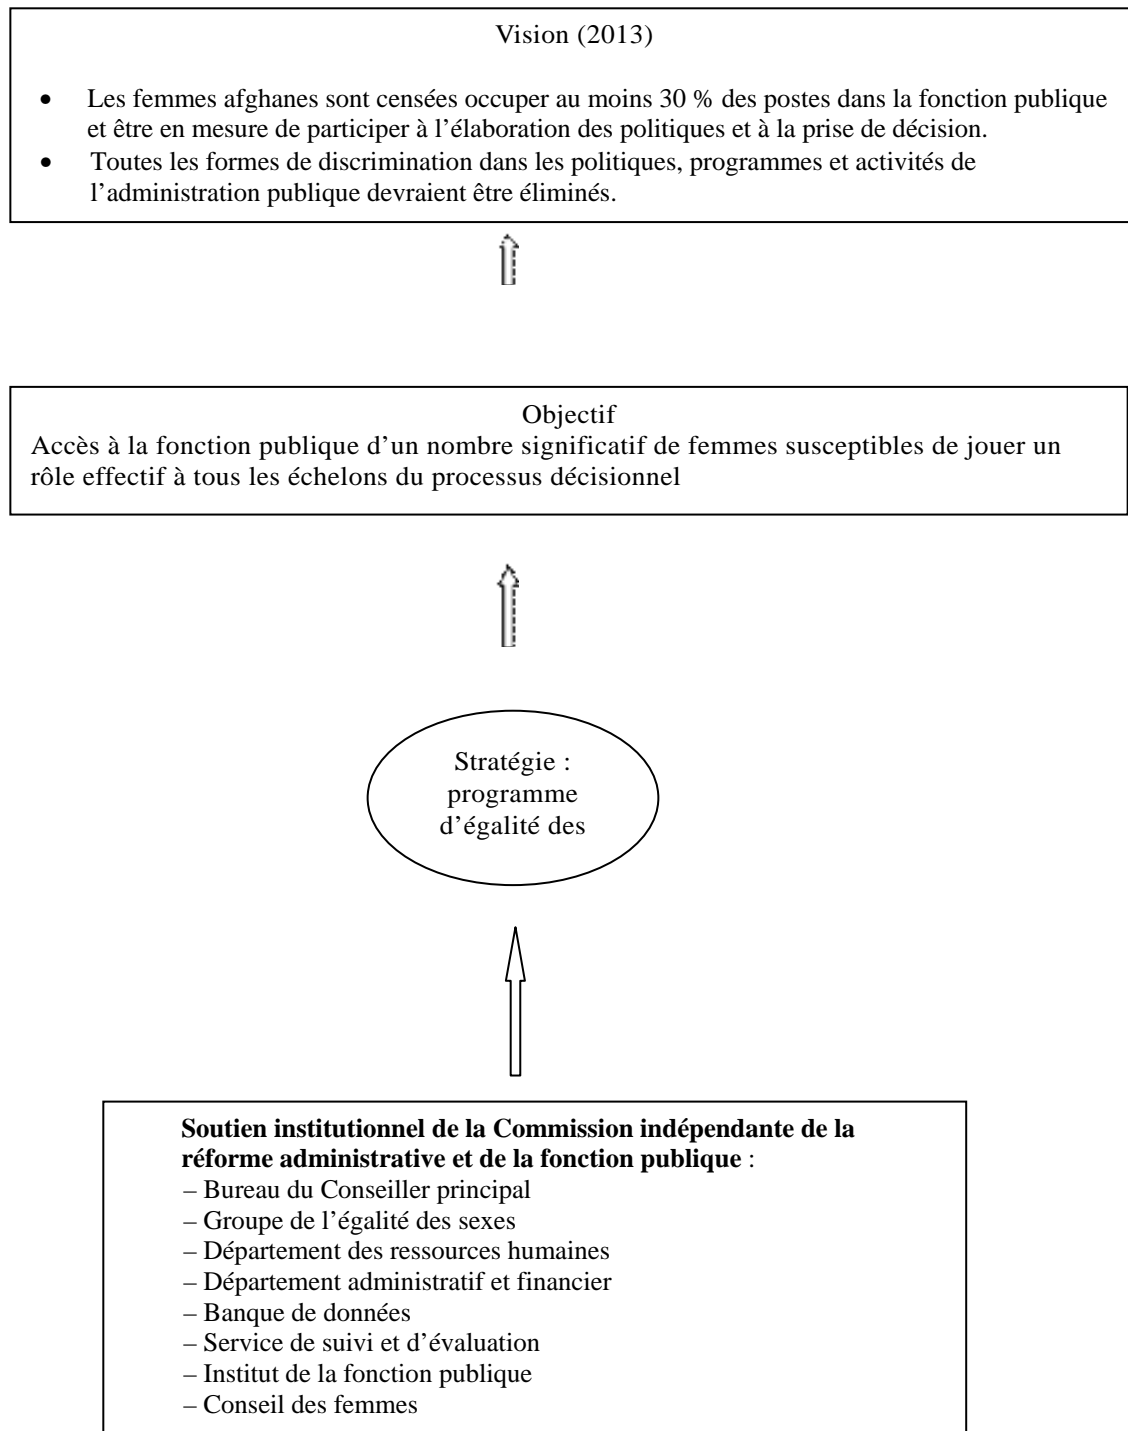 Vision (2013)
• Les femmes afghanes sont censées occuper au moins 30 % des postes dans la fonction publique
et être en mesure de participer à l’élaboration des politiques et à la prise de décision.
• Toutes les formes de discrimination dans les politiques, programmes et activités de
l’administration publique devraient être éliminés.
Objectif
Accès à la fonction publique d’un nombre significatif de femmes susceptibles de jouer un
rôle effectif à tous les échelons du processus décisionnel
Stratégie :
programme
d’égalité des
Soutien institutionnel de la Commission indépendante de la
réforme administrative et de la fonction publique :
– Bureau du Conseiller principal
– Groupe de l’égalité des sexes
– Département des ressources humaines
– Département administratif et financier
– Banque de données
– Service de suivi et d’évaluation
– Institut de la fonction publique
– Conseil des femmes